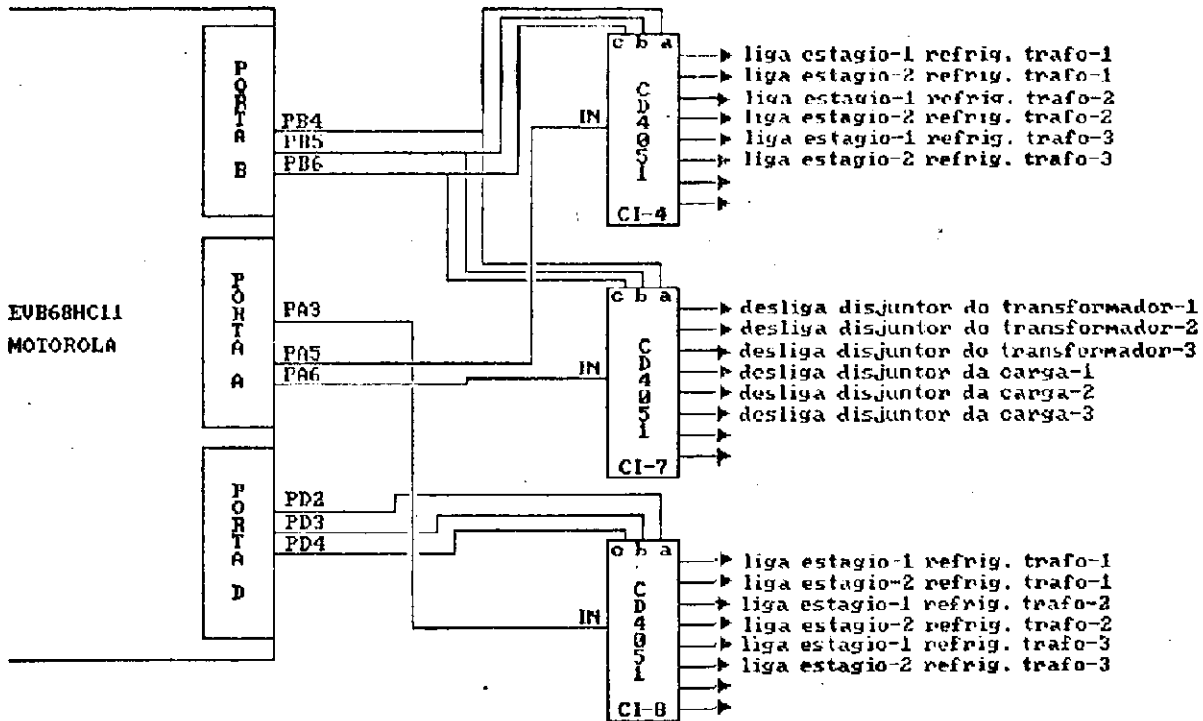 EVB68HC11
MOTOROLA
PORTA B
PB4
PB5
PB6
PORTA A
PA3
PA5
PA6
PORTA D
PD2
PD3
PD4
c b a
IN
CD4051
CI-4
liga estagio-1 refrig. trafo-1
liga estagio-2 refrig. trafo-1
liga estagio-1 refrig. trafo-2
liga estagio-2 refrig. trafo-2
liga estagio-1 refrig. trafo-3
liga estagio-2 refrig. trafo-3
c b a
IN
CD4051
CI-7
desliga disjuntor do transformador-1
desliga disjuntor do transformador-2
desliga disjuntor do transformador-3
desliga disjuntor da carga-1
desliga disjuntor da carga-2
desliga disjuntor da carga-3
c b a
IN
CD4051
CI-8
liga estagio-1 refrig. trafo-1
liga estagio-2 refrig. trafo-1
liga estagio-1 refrig. trafo-2
liga estagio-2 refrig. trafo-2
liga estagio-1 refrig. trafo-3
liga estagio-2 refrig. trafo-3